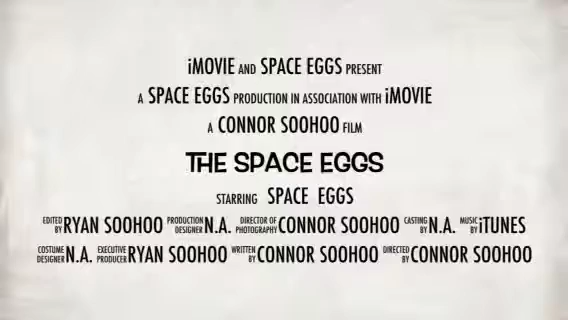 iMOVIE AND SPACE EGGS PRESENT
A SPACE EGGS PRODUCTION IN ASSOCIATION WITH iMOVIE
A CONNOR SOOHOO FILM
THE SPACE EGGS
STARRING SPACE EGGS
EDITED BY RYAN SOOHOO PRODUCTION DESIGNER N.A. DIRECTOR OF PHOTOGRAPHY CONNOR SOOHOO CASTING BY N.A. MUSIC BY iTUNES
COSTUME DESIGNER N.A. EXECUTIVE PRODUCER RYAN SOOHOO WRITTEN BY CONNOR SOOHOO DIRECTED BY CONNOR SOOHOO